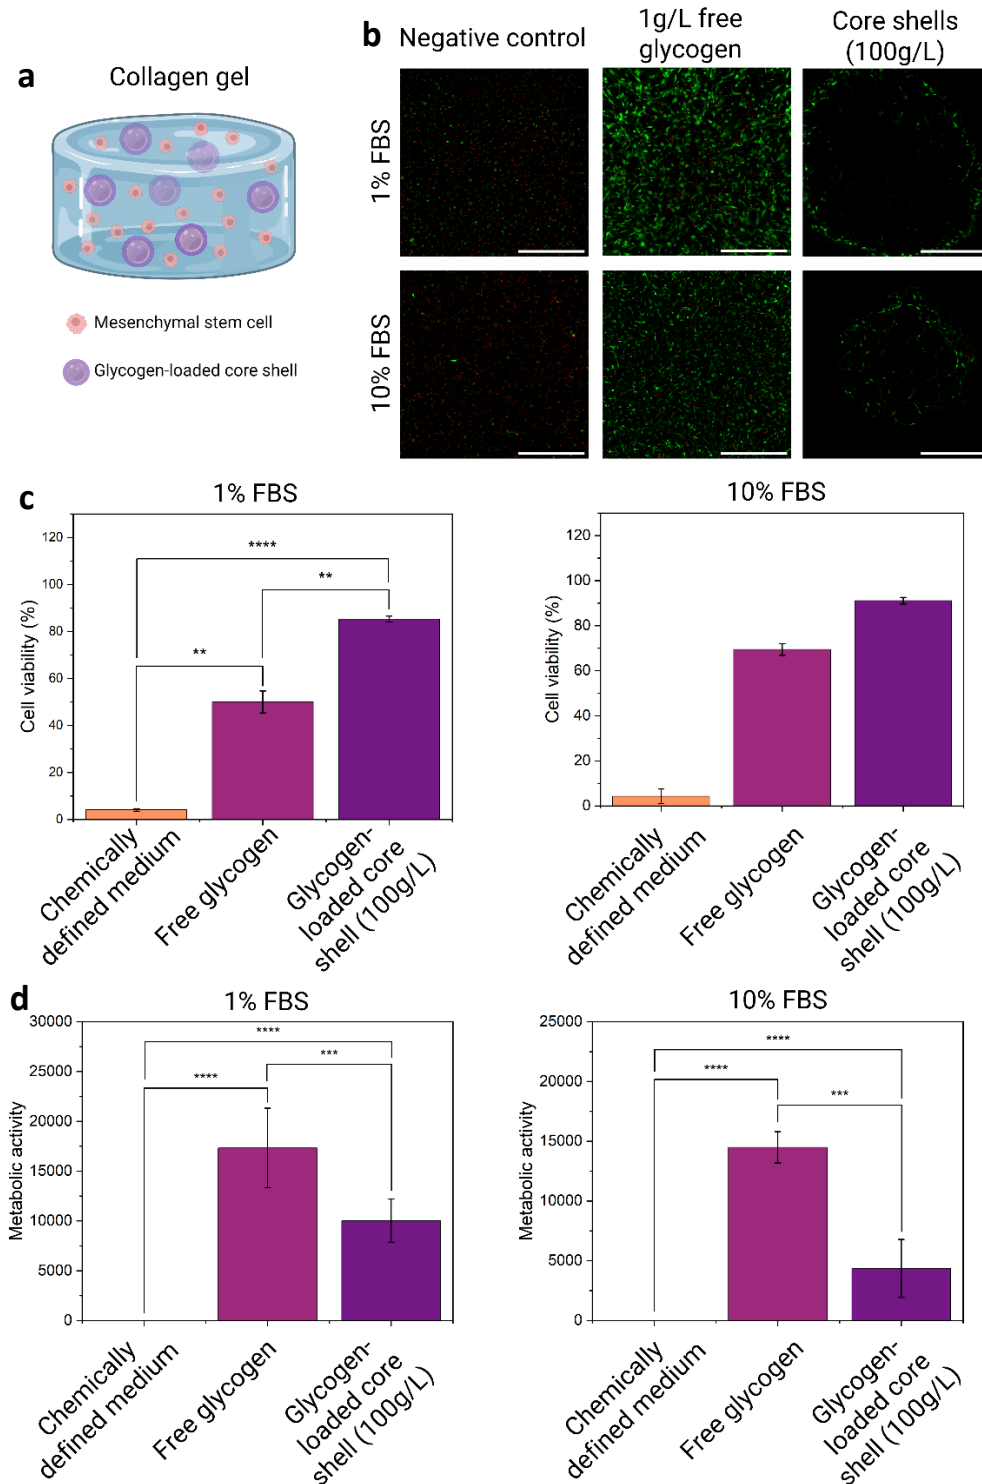 a
Collagen gel
Mesenchymal stem cell
Glycogen-loaded core shell
b
Negative control
1g/L free
glycogen
Core shells
(100g/L)
1% FBS
10% FBS
c
1% FBS
Cell viability (%)
120
100
80
60
40
20
0
****
**
**
Chemically
defined medium
Free glycogen
Glycogen-
loaded core
shell (100g/L)
10% FBS
Cell viability (%)
120
100
80
60
40
20
0
Chemically
defined medium
Free glycogen
Glycogen-
loaded core
shell (100g/L)
d
1% FBS
Metabolic activity
30000
25000
20000
15000
10000
5000
0
****
***
****
Chemically
defined medium
Free glycogen
Glycogen-
loaded core
shell (100g/L)
10% FBS
Metabolic activity
25000
20000
15000
10000
5000
0
****
****
***
Chemically
defined medium
Free glycogen
Glycogen-
loaded core
shell (100g/L)